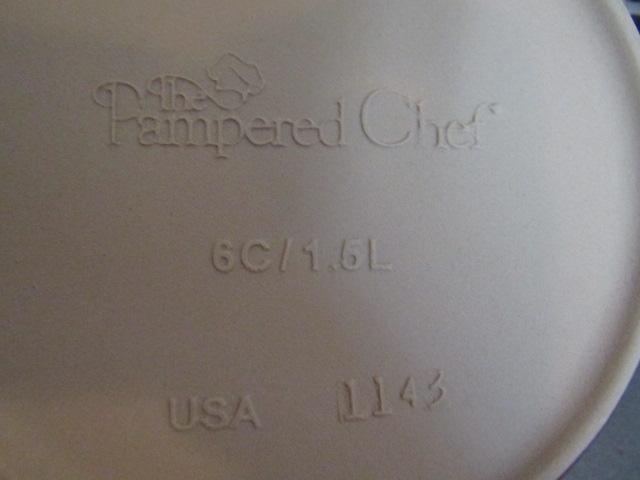 The
Pampered Chef
6C/1.5L
USA 1143